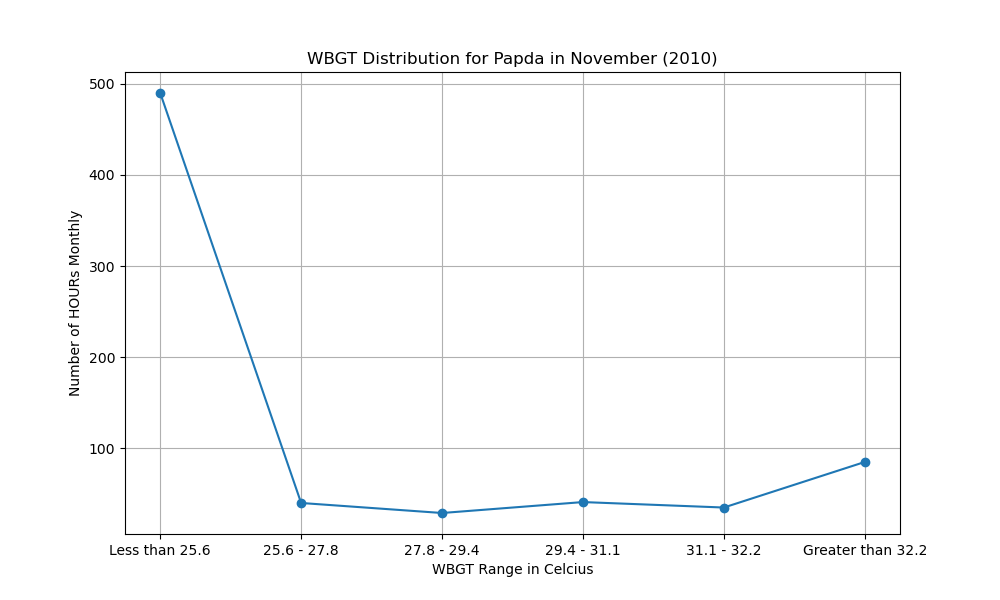 WBGT Distribution for Papda in November (2010)
Number of HOURs Monthly
500
400
300
200
100
Less than 25.6
25.6 - 27.8
27.8 - 29.4
29.4 - 31.1
31.1 - 32.2
Greater than 32.2
WBGT Range in Celcius